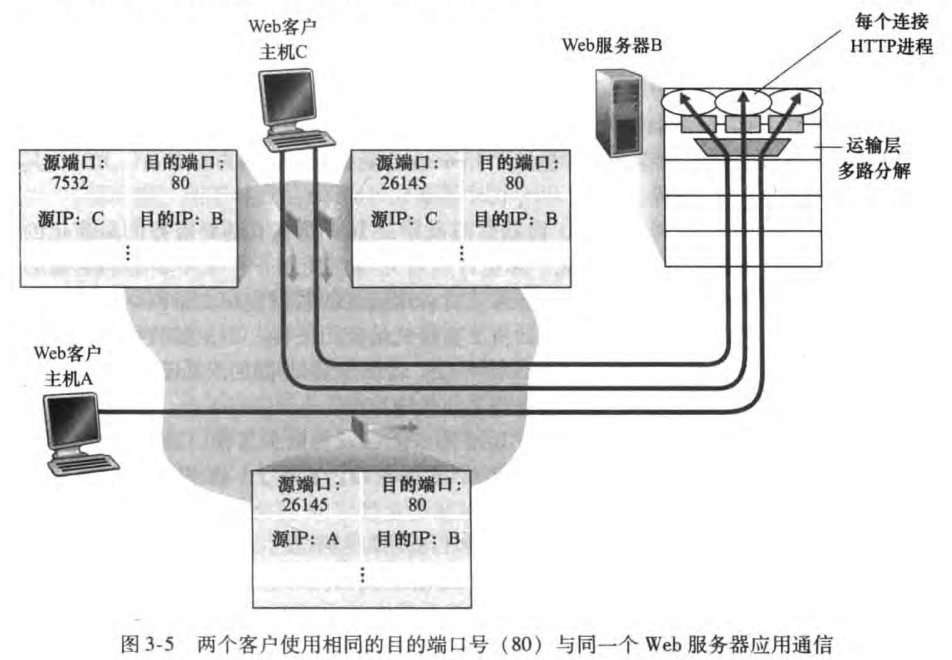 Web客户
主机C
Web服务器B
每个连接
HTTP进程
运输层
多路分解
源端口: 目的端口:
7532 80
源IP: C 目的IP: B
⋮
源端口: 目的端口:
26145 80
源IP: C 目的IP: B
⋮
Web客户
主机A
源端口: 目的端口:
26145 80
源IP: A 目的IP: B
⋮
图 3-5 两个客户使用相同的目的端口号（80）与同一个 Web 服务器应用通信